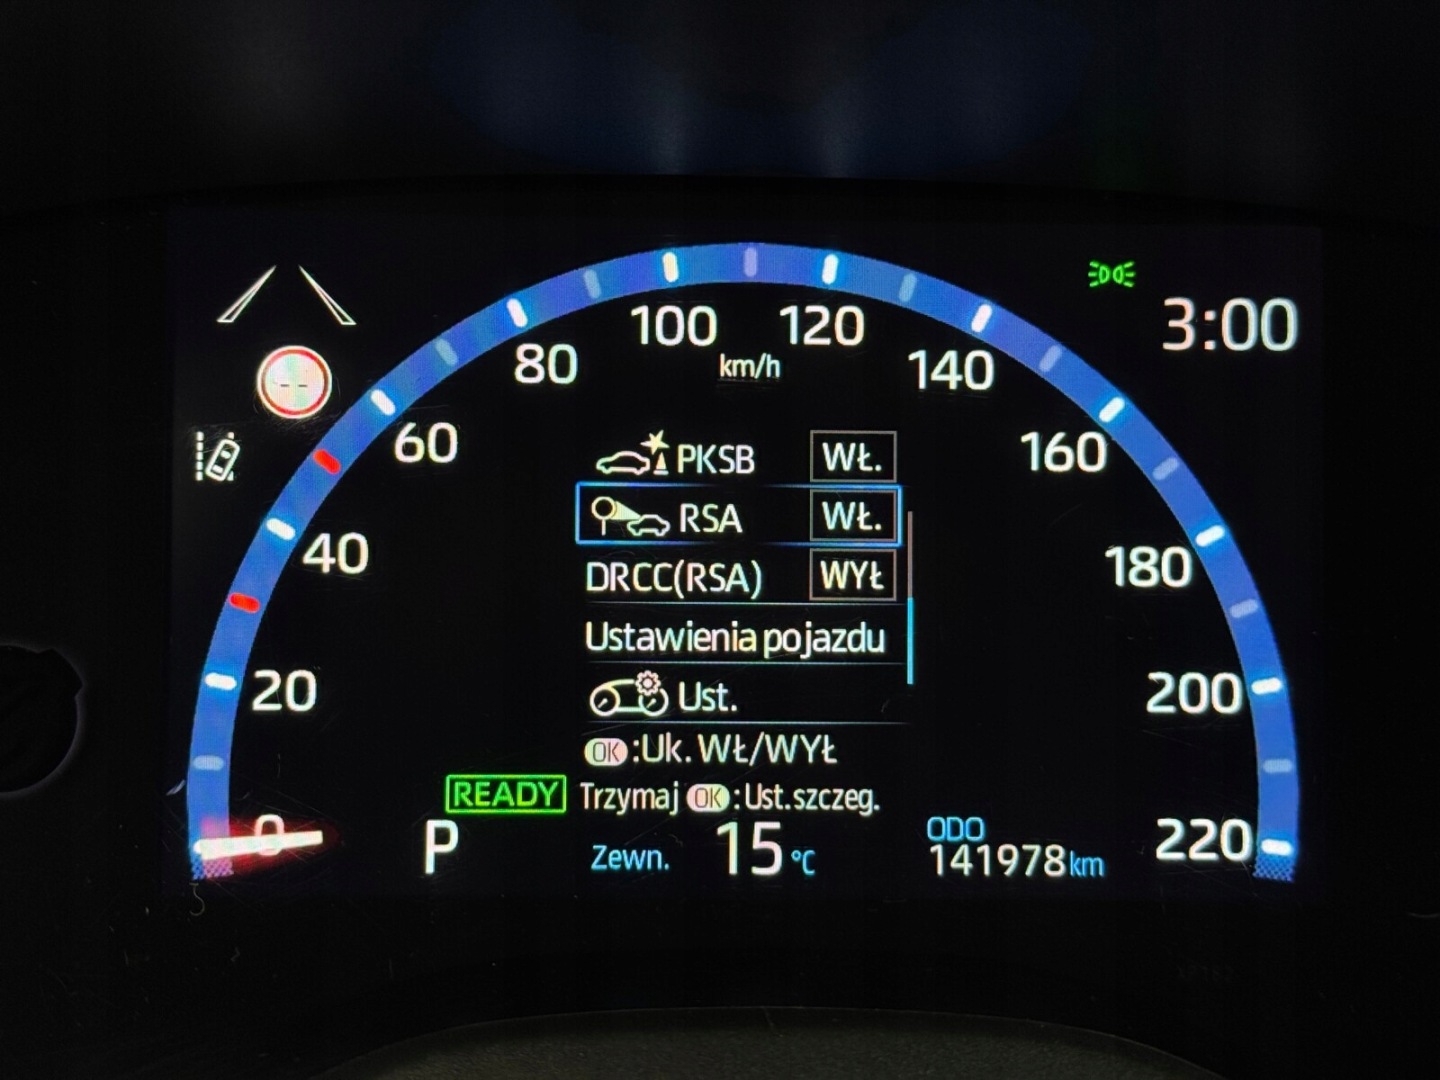 3:00
100 120
km/h
80 140
60 160
PKSB WŁ.
RSA WŁ.
40 180
DRCC(RSA) WYŁ
Ustawienia pojazdu
20 200
Ust.
OK :Uk. WŁ/WYŁ
READY Trzymaj OK :Ust.szczeg.
0 220
P Zewn. 15 °C
ODO
141978 km